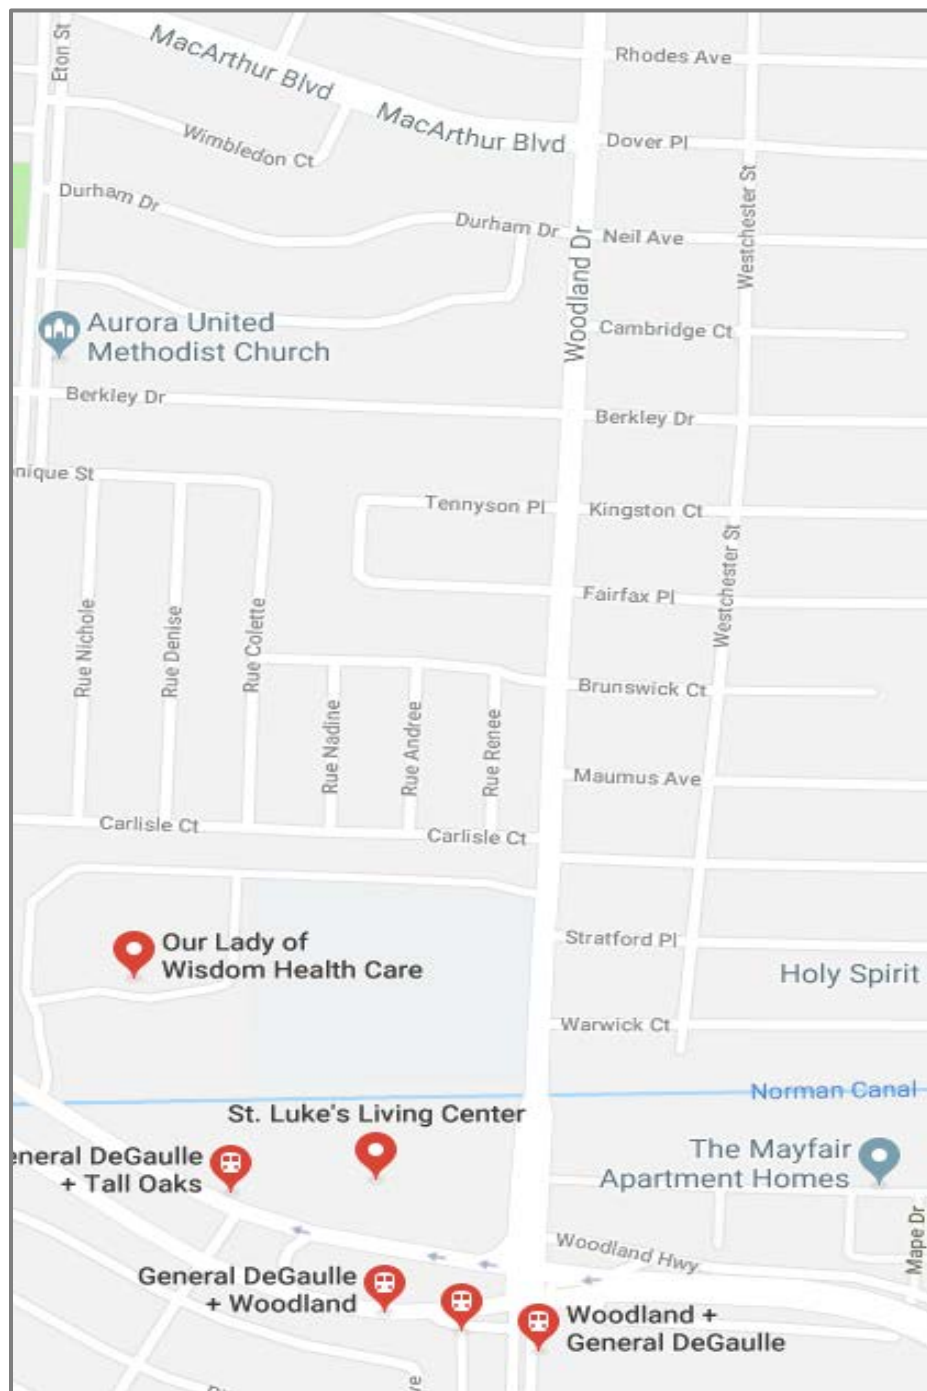 Eton St
MacArthur Blvd
MacArthur Blvd
Rhodes Ave
Wimbledon Ct
Dover Pl
Westchester St
Durham Dr
Durham Dr
Neil Ave
Woodland Dr
Aurora United
Methodist Church
Cambridge Ct
Berkley Dr
Berkley Dr
nique St
Tennyson Pl
Kingston Ct
Westchester St
Fairfax Pl
Rue Nichole
Rue Denise
Rue Colette
Brunswick Ct
Rue Nadine
Rue Andree
Rue Renee
Maumus Ave
Carlisle Ct
Carlisle Ct
Our Lady of
Wisdom Health Care
Stratford Pl
Holy Spirit
Warwick Ct
Norman Canal
St. Luke's Living Center
eneral DeGaulle
+ Tall Oaks
The Mayfair
Apartment Homes
Mape Dr
Woodland Hwy
General DeGaulle
+ Woodland
Woodland +
General DeGaulle